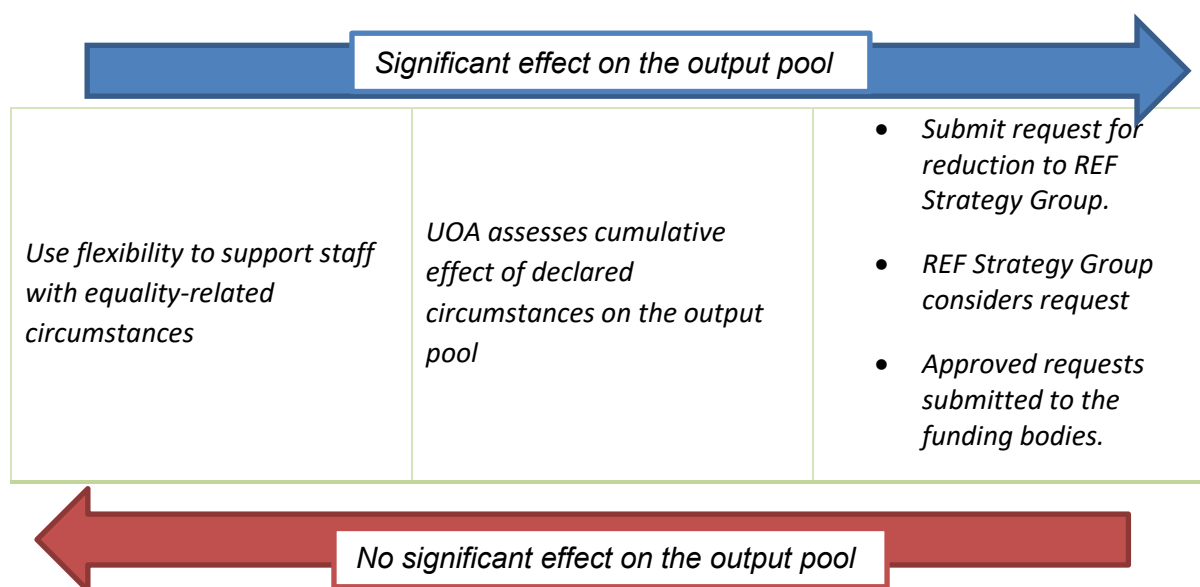 Significant effect on the output pool
Use flexibility to support staff
with equality-related
circumstances
UOA assesses cumulative
effect of declared
circumstances on the output
pool
• Submit request for
reduction to REF
Strategy Group.
• REF Strategy Group
considers request
• Approved requests
submitted to the
funding bodies.
No significant effect on the output pool